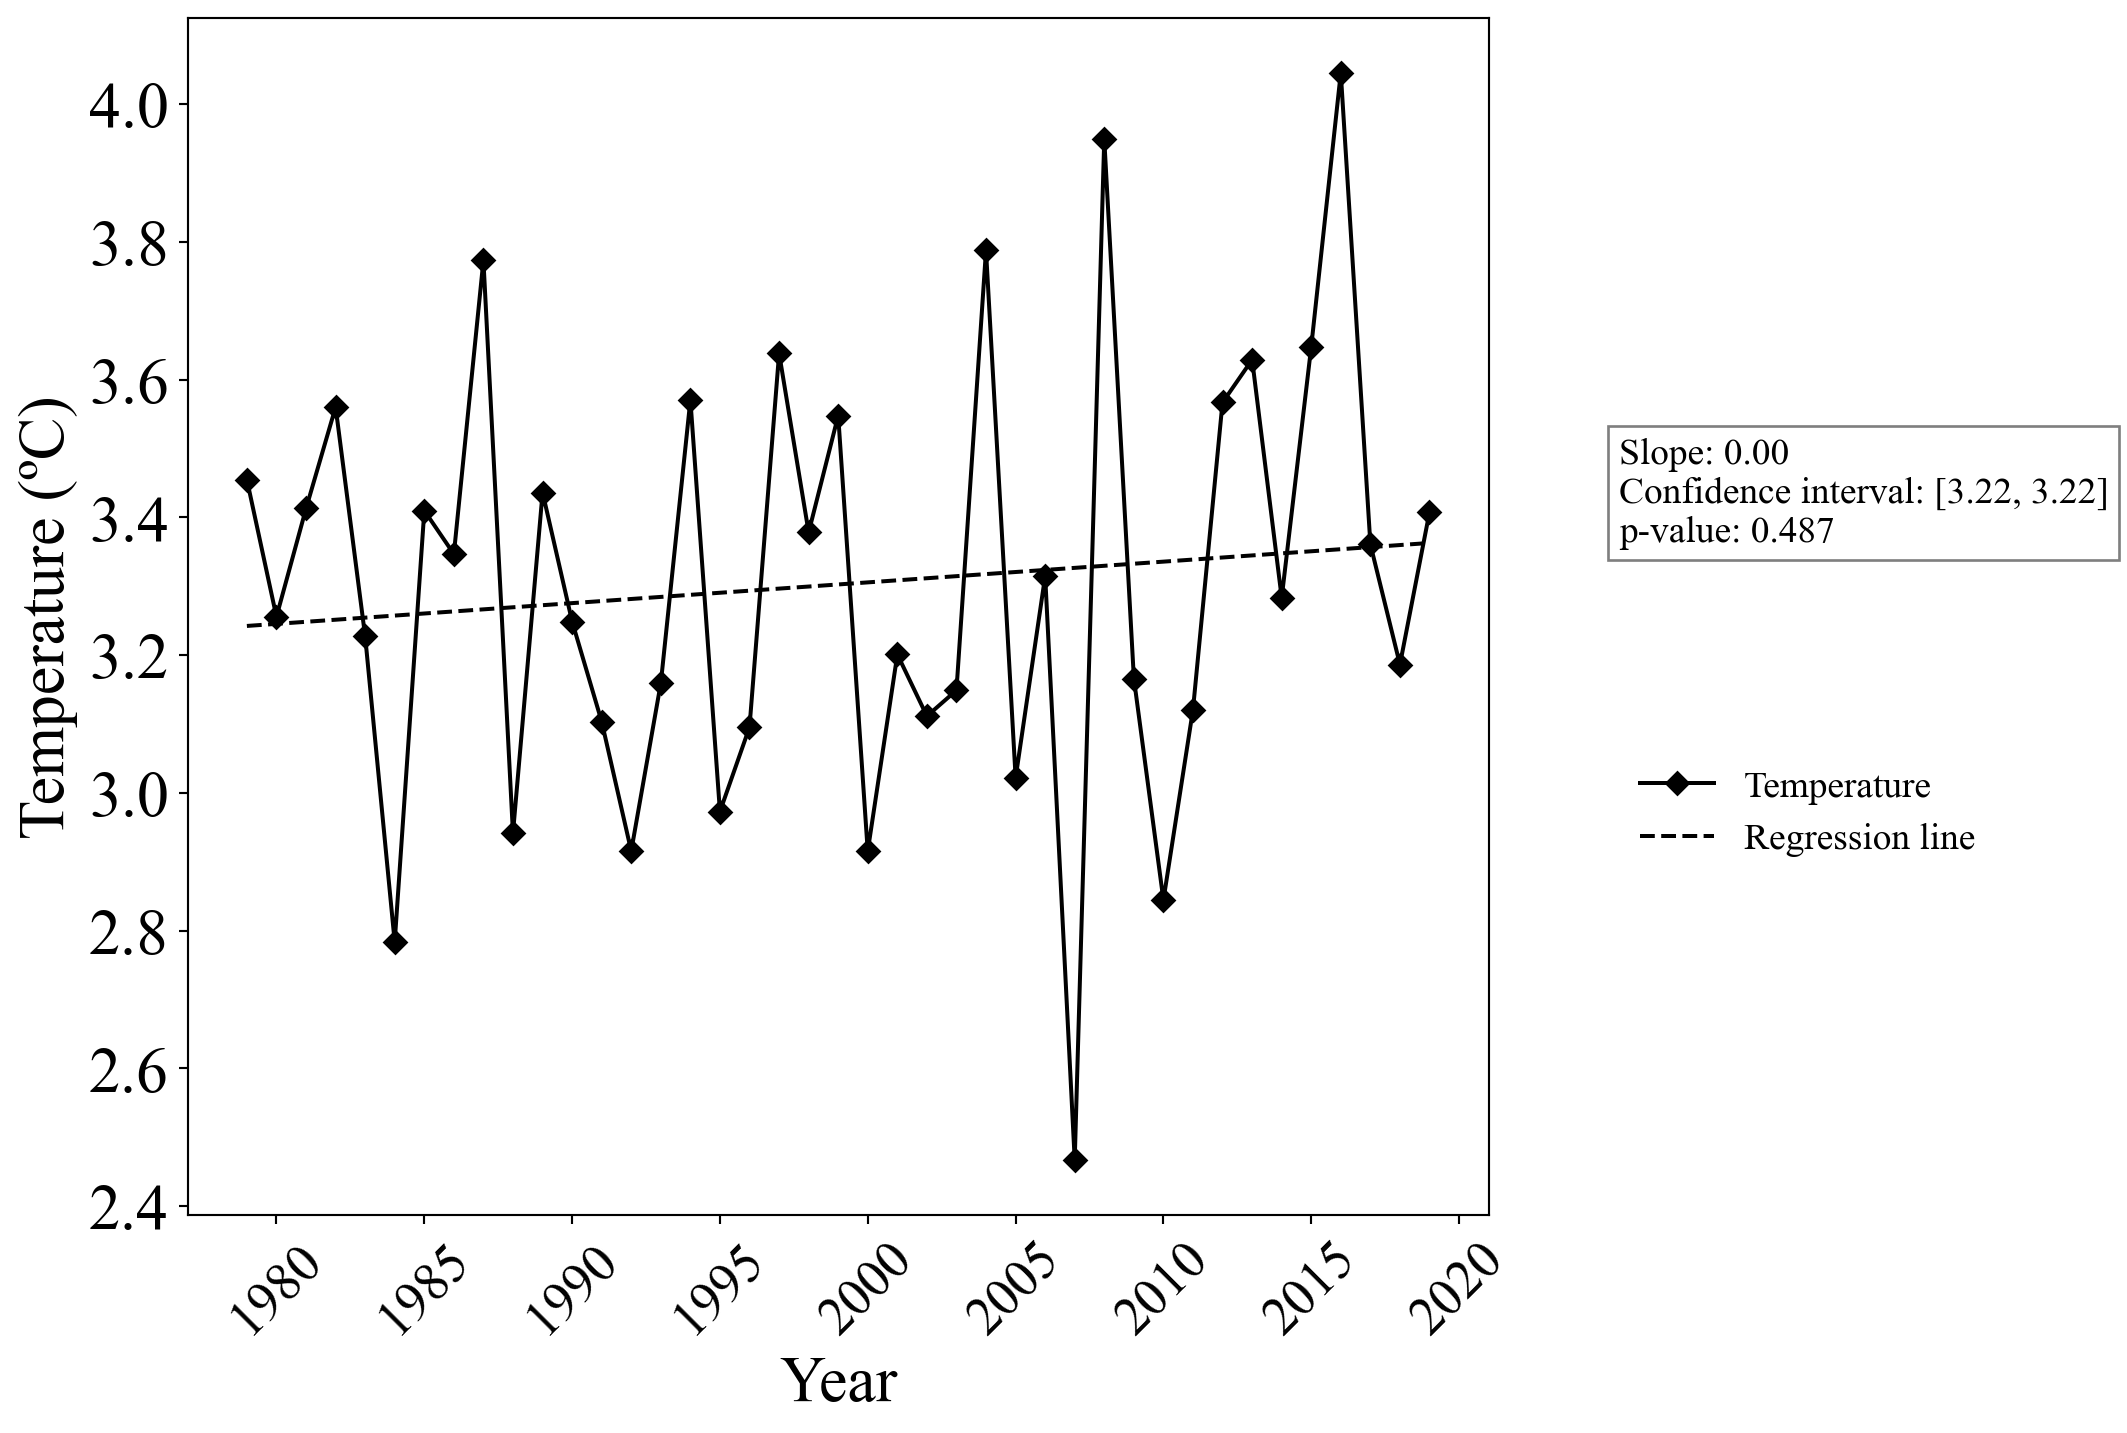 4.0
3.8
3.6
3.4
3.2
3.0
2.8
2.6
2.4
Temperature (ºC)
1980
1985
1990
1995
2000
2005
2010
2015
2020
Year
Slope: 0.00
Confidence interval: [3.22, 3.22]
p-value: 0.487
Temperature
Regression line